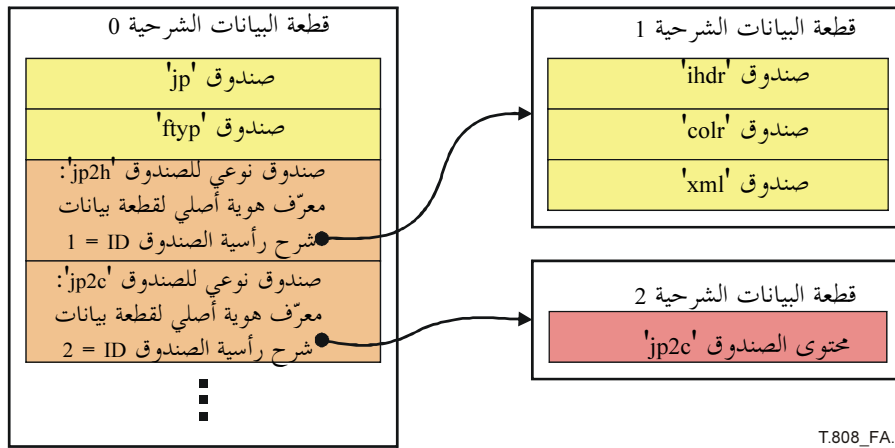 قطعة البيانات الشرحية 0
صندوق 'jp'
صندوق 'ftyp'
صندوق نوعي للصندوق 'jp2h':
معرّف هوية أصلي لقطعة بيانات
شرح رأسية الصندوق ID = 1
صندوق نوعي للصندوق 'jp2c':
معرّف هوية أصلي لقطعة بيانات
شرح رأسية الصندوق ID = 2
قطعة البيانات الشرحية 1
صندوق 'ihdr'
صندوق 'colr'
صندوق 'xml'
قطعة البيانات الشرحية 2
محتوى الصندوق 'jp2c'
T.808_FA.